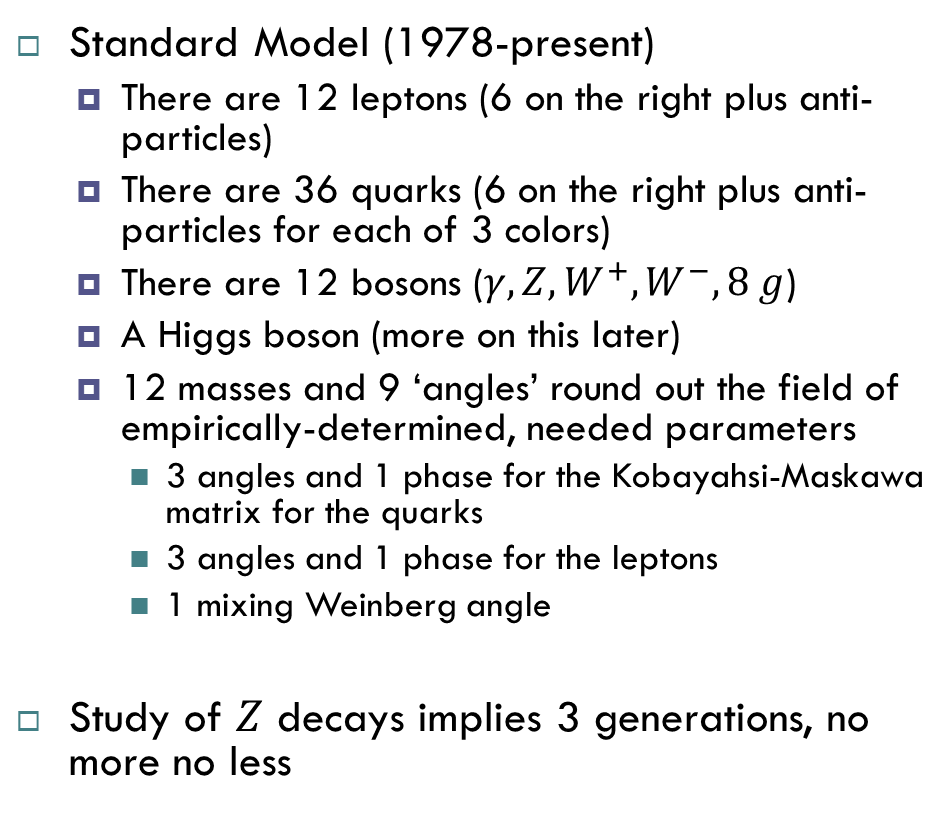 Standard Model (1978-present)
There are 12 leptons (6 on the right plus anti-
particles)
There are 36 quarks (6 on the right plus anti-
particles for each of 3 colors)
There are 12 bosons (γ, Z, W⁺, W⁻, 8 g)
A Higgs boson (more on this later)
12 masses and 9 ‘angles’ round out the field of
empirically-determined, needed parameters
3 angles and 1 phase for the Kobayahsi-Maskawa
matrix for the quarks
3 angles and 1 phase for the leptons
1 mixing Weinberg angle
Study of Z decays implies 3 generations, no
more no less